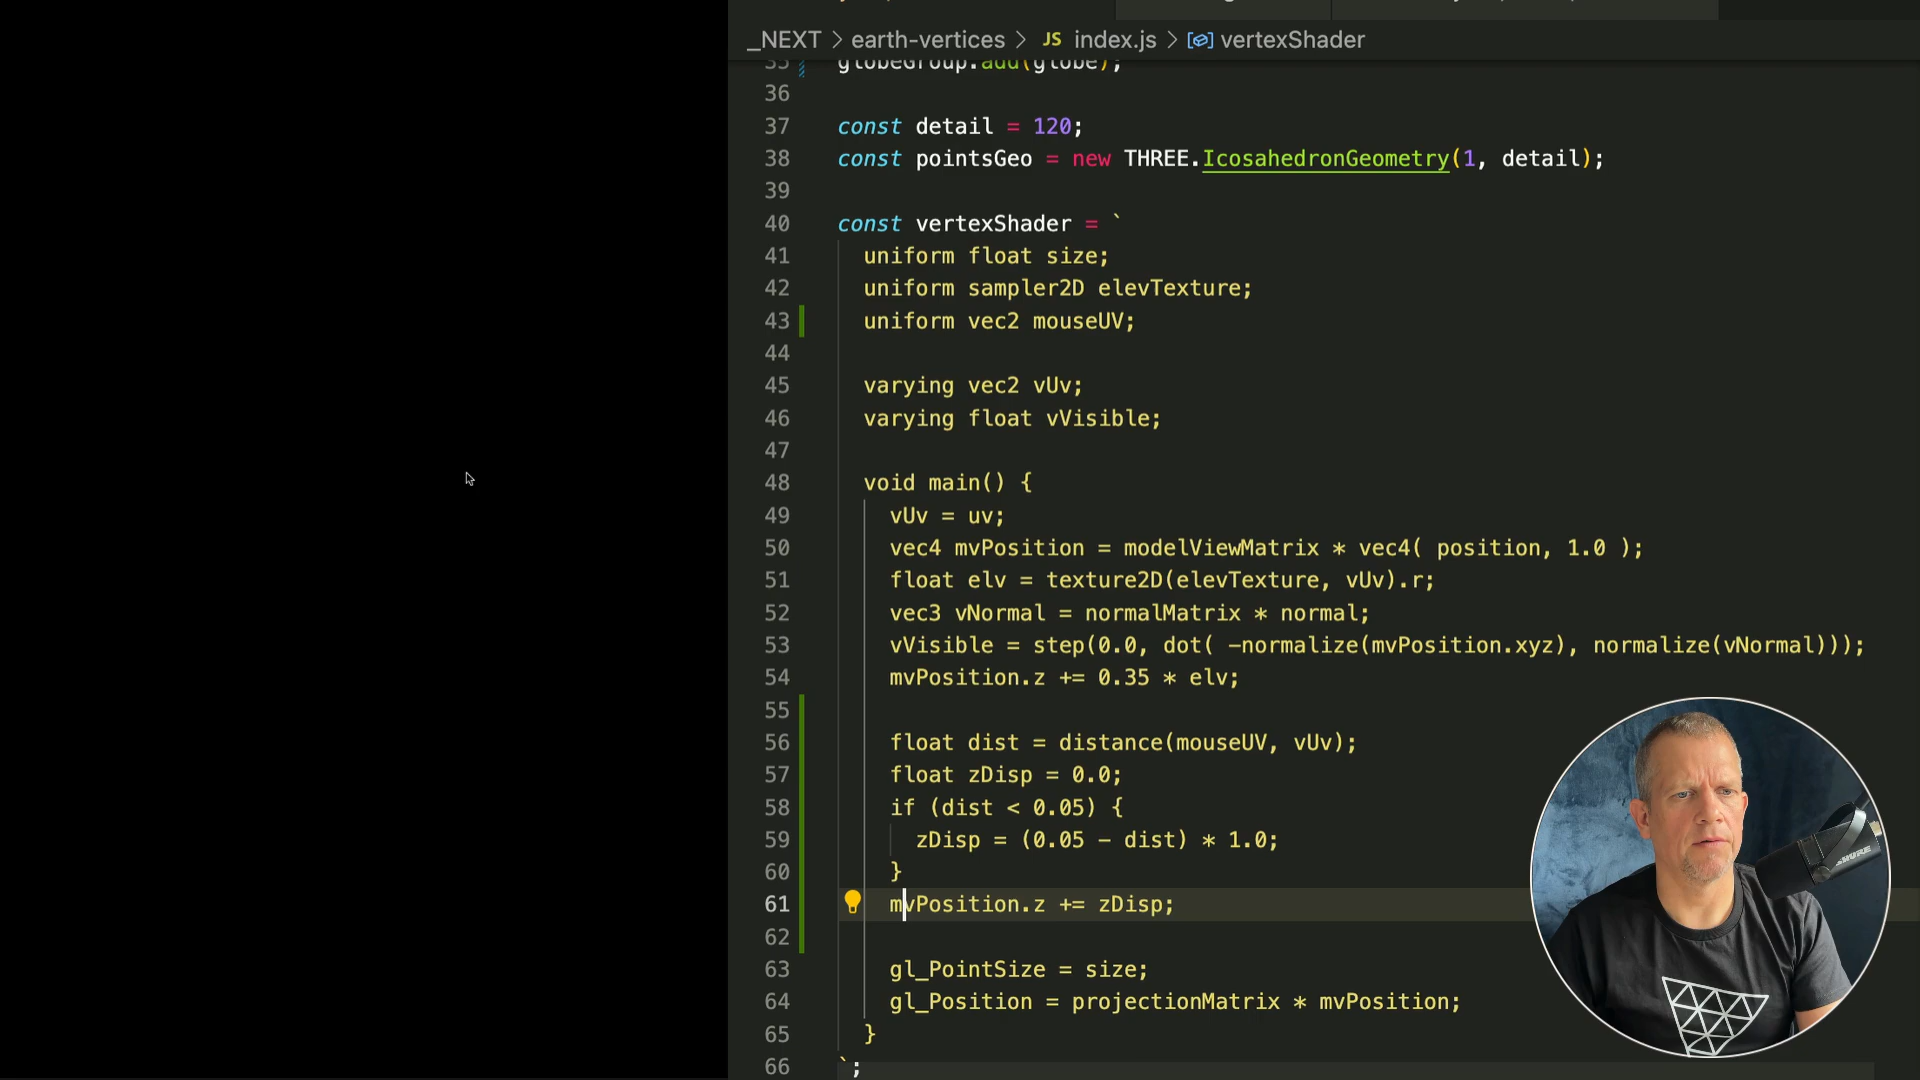 _NEXT > earth-vertices > JS index.js > vertexShader
35 globeGroup.add(globe);
36
37 const detail = 120;
38 const pointsGeo = new THREE.IcosahedronGeometry(1, detail);
39
40 const vertexShader = `
41 uniform float size;
42 uniform sampler2D elevTexture;
43 uniform vec2 mouseUV;
44
45 varying vec2 vUv;
46 varying float vVisible;
47
48 void main() {
49 vUv = uv;
50 vec4 mvPosition = modelViewMatrix * vec4( position, 1.0 );
51 float elv = texture2D(elevTexture, vUv).r;
52 vec3 vNormal = normalMatrix * normal;
53 vVisible = step(0.0, dot( -normalize(mvPosition.xyz), normalize(vNormal)));
54 mvPosition.z += 0.35 * elv;
55
56 float dist = distance(mouseUV, vUv);
57 float zDisp = 0.0;
58 if (dist < 0.05) {
59 zDisp = (0.05 - dist) * 1.0;
60 }
61 mvPosition.z += zDisp;
62
63 gl_PointSize = size;
64 gl_Position = projectionMatrix * mvPosition;
65 }
66 `;
SHURE